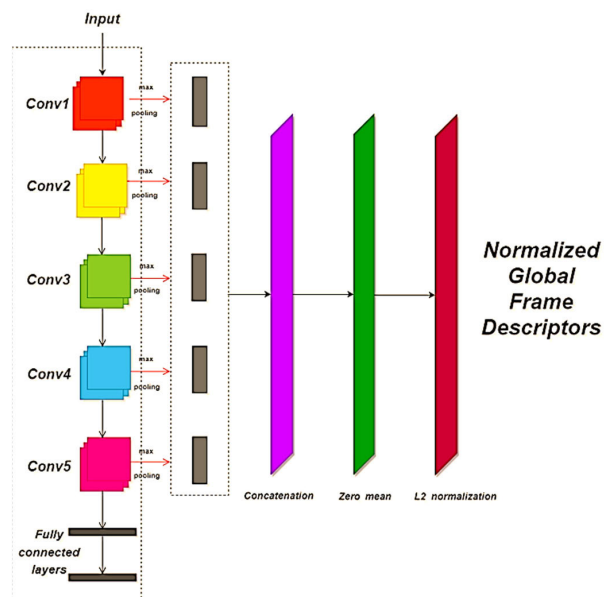 Input
Conv1
max
pooling
Conv2
max
pooling
Conv3
max
pooling
Conv4
max
pooling
Conv5
max
pooling
Fully
connected
layers
Concatenation
Zero mean
L2 normalization
Normalized
Global
Frame
Descriptors